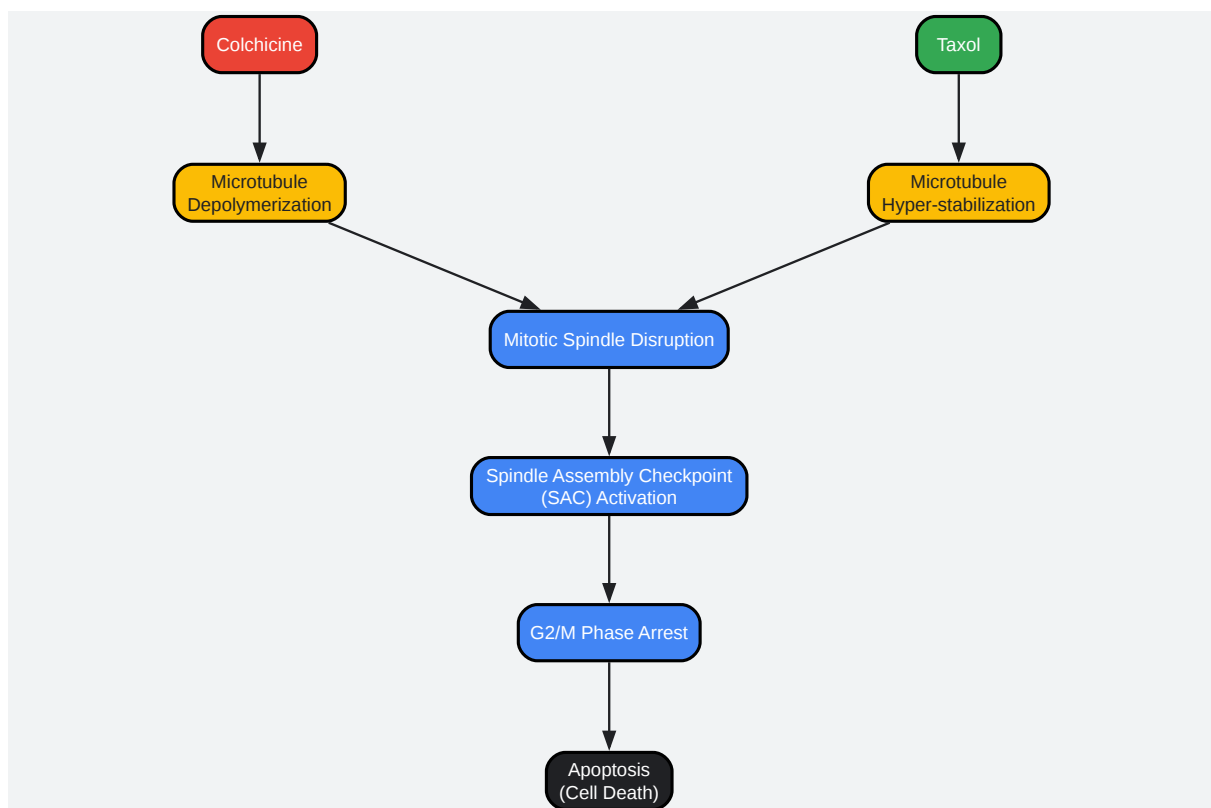 Colchicine
Taxol
Microtubule
Depolymerization
Microtubule
Hyper-stabilization
Mitotic Spindle Disruption
Spindle Assembly Checkpoint
(SAC) Activation
G2/M Phase Arrest
Apoptosis
(Cell Death)